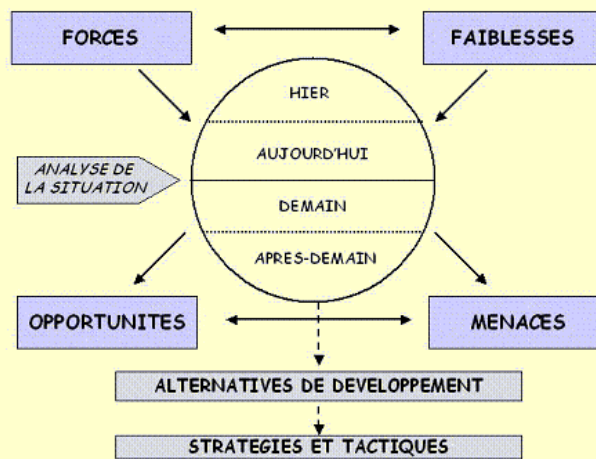 FORCES
FAIBLESSES
HIER
AUJOURD'HUI
ANALYSE DE
LA SITUATION
DEMAIN
APRES-DEMAIN
OPPORTUNITES
MENACES
ALTERNATIVES DE DEVELOPPEMENT
STRATEGIES ET TACTIQUES